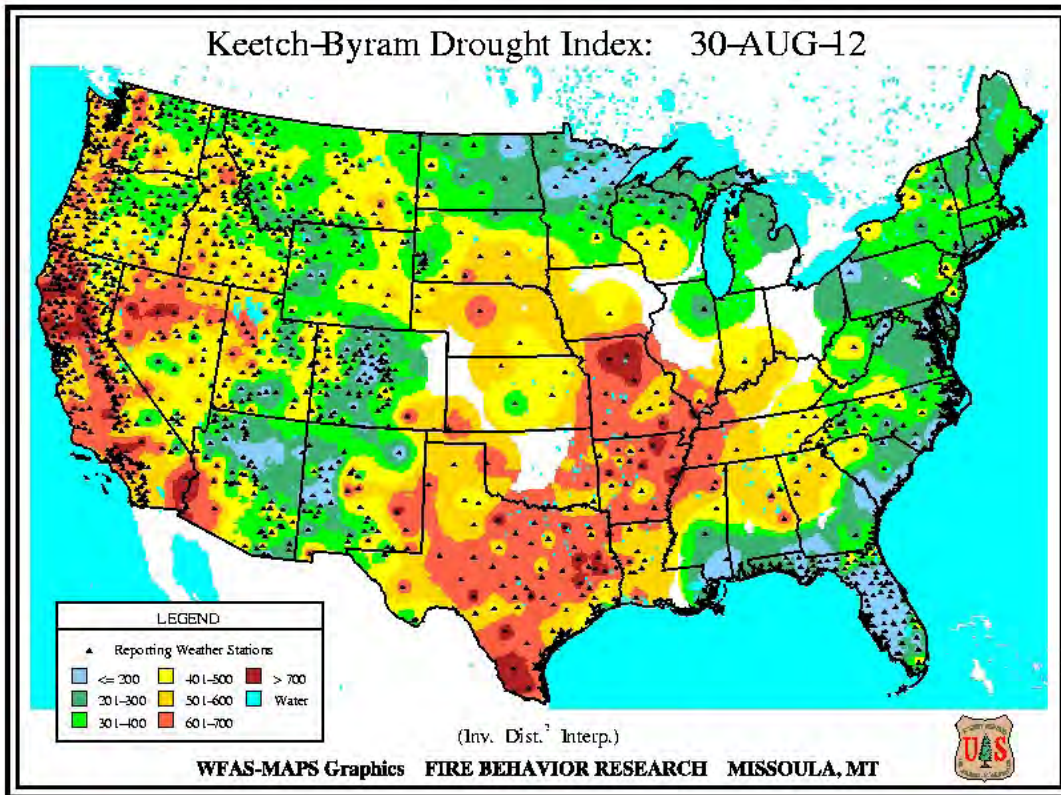 Keetch-Byram Drought Index: 30-AUG-12
LEGEND
Reporting Weather Stations
<= 200 401-500 > 700
201-300 501-600 Water
301-400 601-700
(Inv. Dist.² Interp.)
WFAS-MAPS Graphics FIRE BEHAVIOR RESEARCH MISSOULA, MT
U S